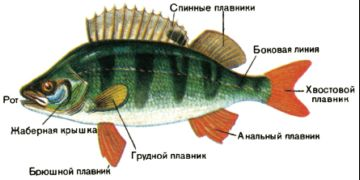 Спинные плавники
Боковая линия
Рот
Хвостовой
плавник
Жаберная крышка
Анальный плавник
Грудной плавник
Брюшной плавник